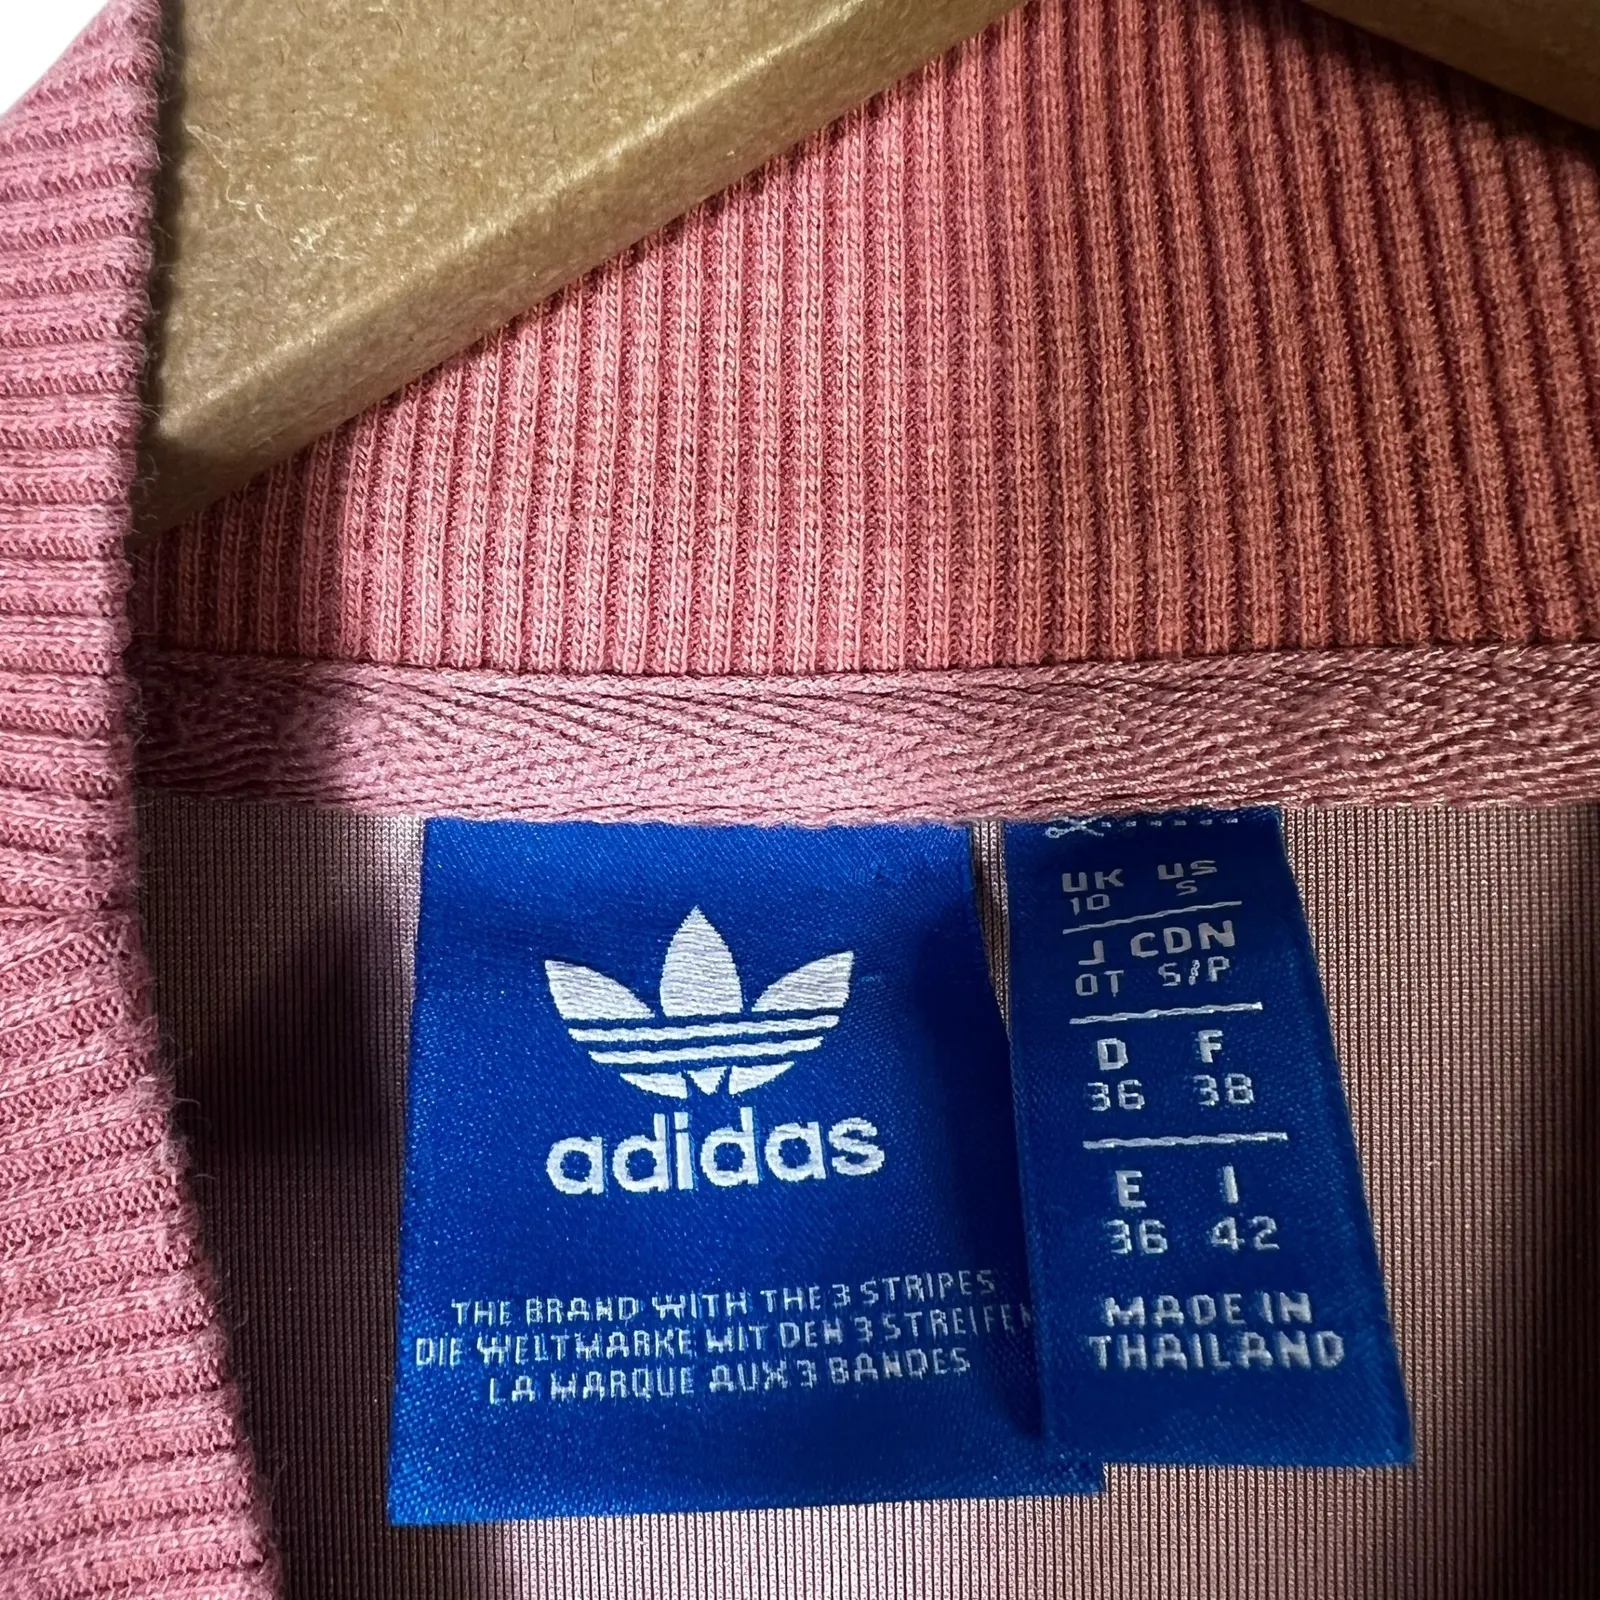 adidas
THE BRAND WITH THE 3 STRIPES
DIE WELTMARKE MIT DEN 3 STREIFEN
LA MARQUE AUX 3 BANDES
UK US
10 S
J CDN
OT S/P
D F
36 38
E I
36 42
MADE IN
THAILAND